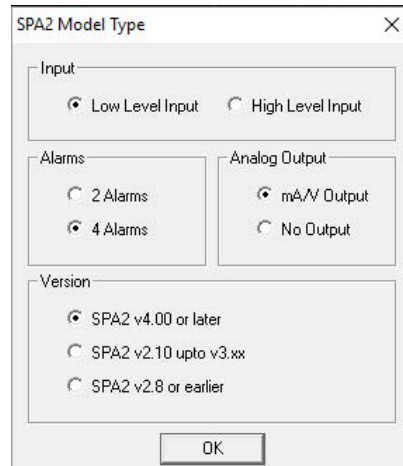 SPA2 Model Type
Input
Low Level Input High Level Input
Alarms
2 Alarms
4 Alarms
Analog Output
mA/V Output
No Output
Version
SPA2 v4.00 or later
SPA2 v2.10 upto v3.xx
SPA2 v2.8 or earlier
OK